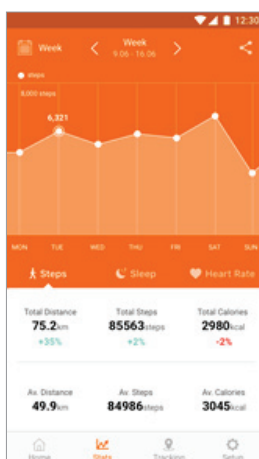 12:30
Week
Week
9.06 - 16.06
steps
8,000 steps
6,321
MON TUE WED THU FRI SAT SUN
Steps Sleep Heart Rate
Total Distance Total Steps Total Calories
75.2km 85563steps 2980kcal
+35% +2% -2%
Av. Distance Av. Steps Av. Calories
49.9km 84986steps 3045kcal
Home Stats Tracking Setup